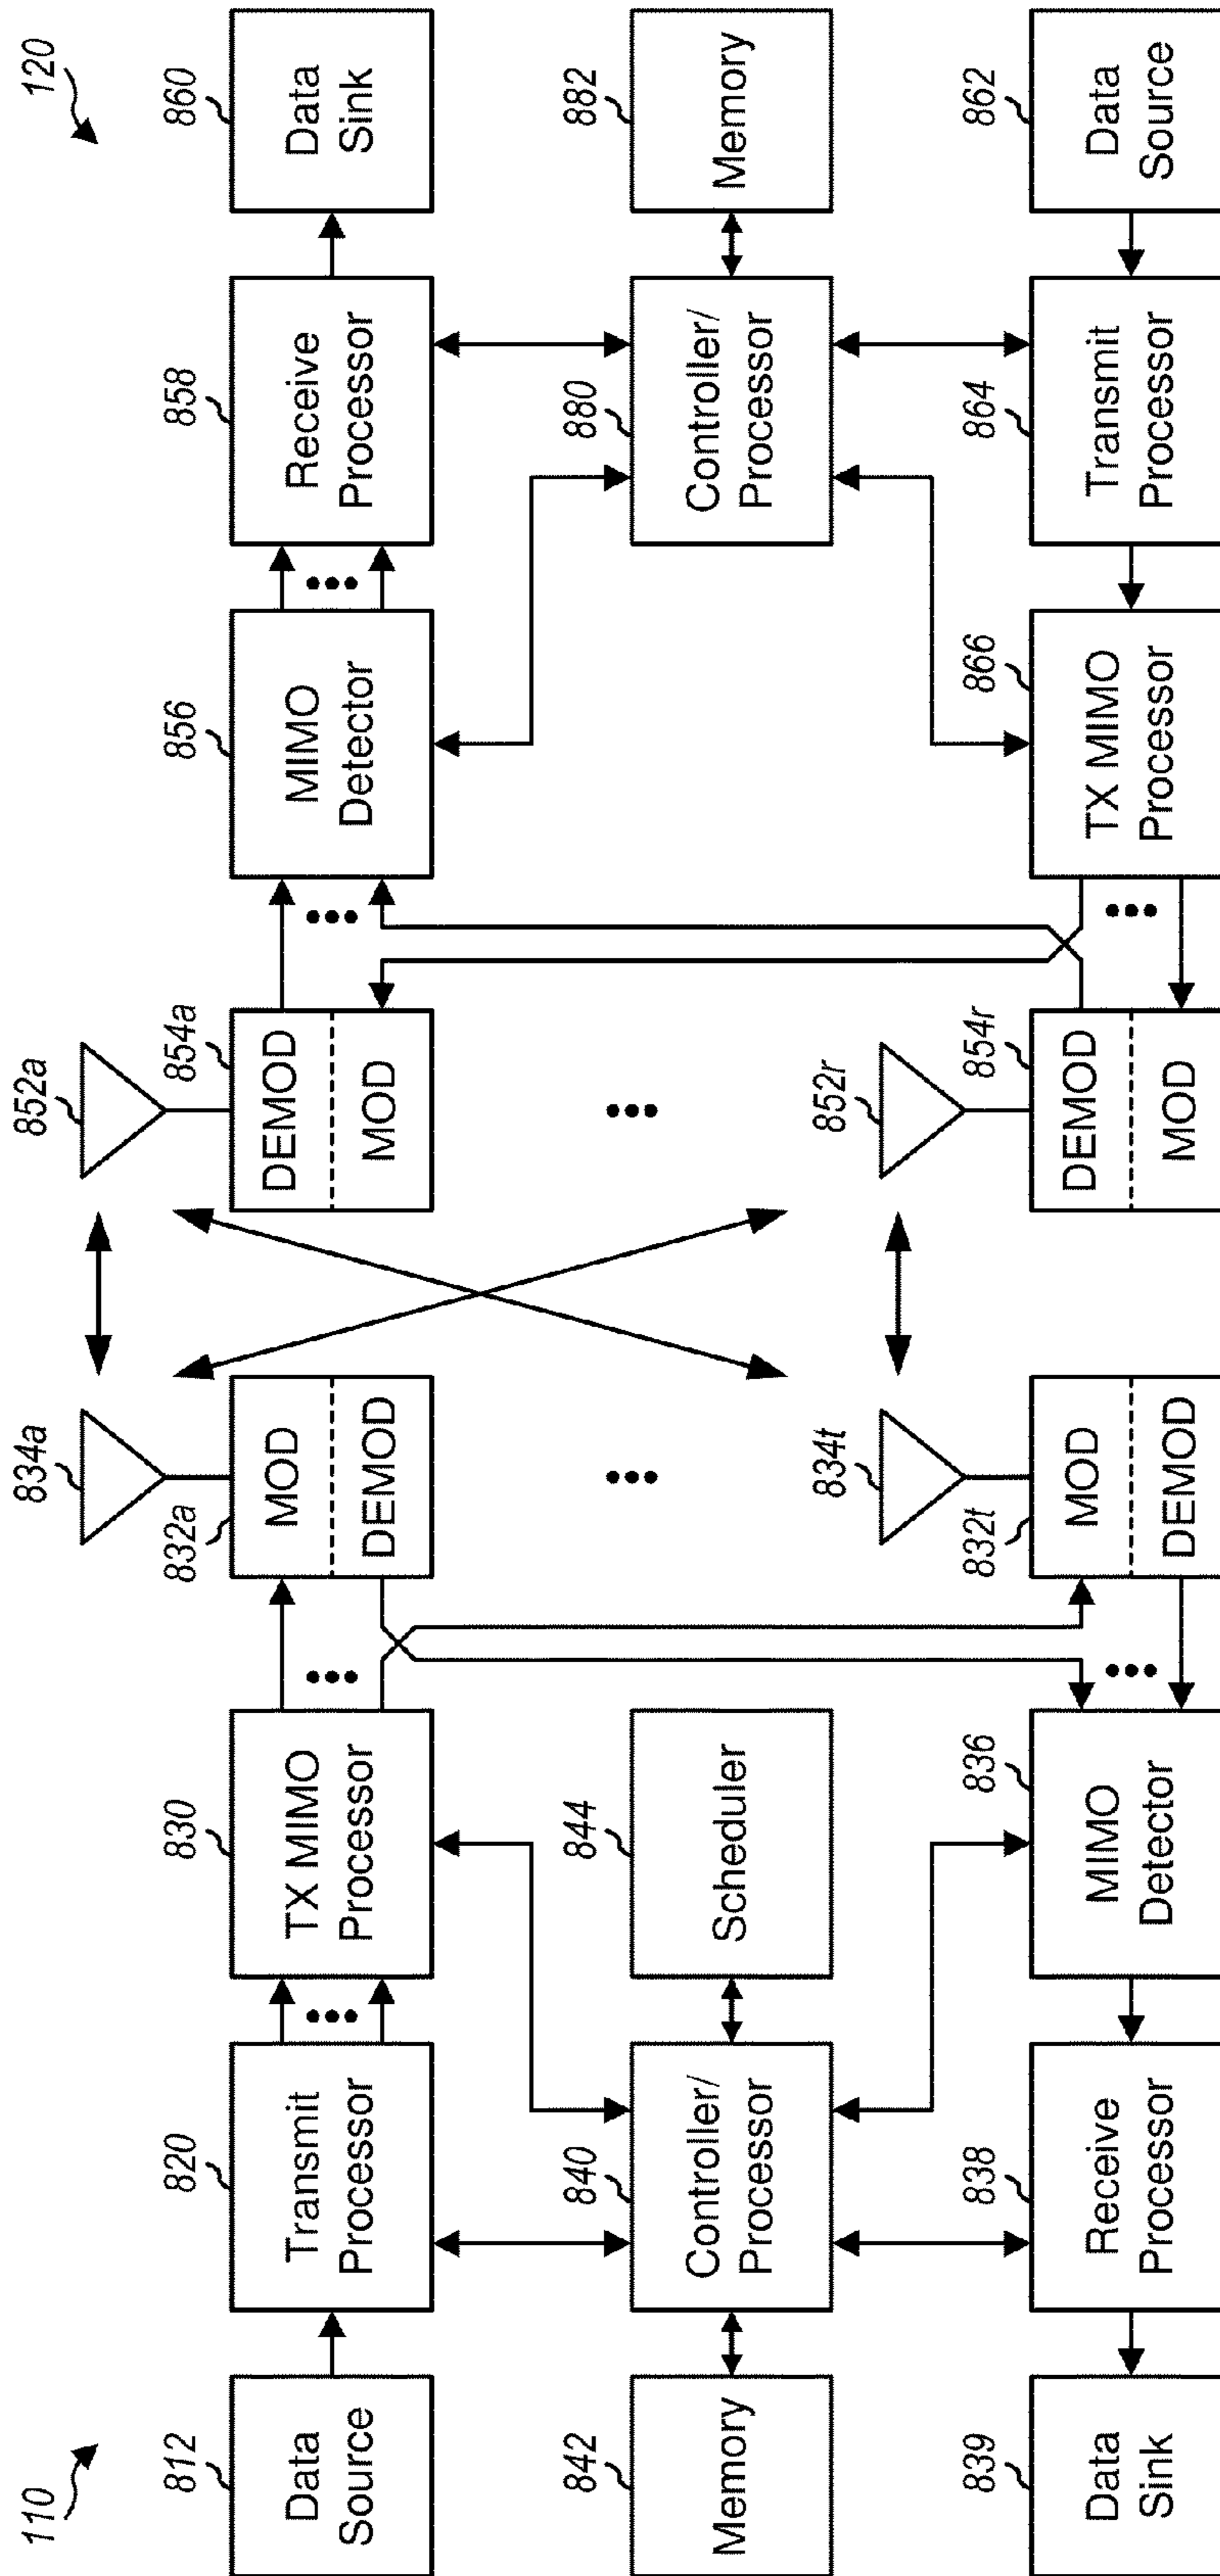 110
120
812
Data
Source
820
Transmit
Processor
830
TX MIMO
Processor
832a
834a
MOD
DEMOD
852a
854a
DEMOD
MOD
856
MIMO
Detector
858
Receive
Processor
860
Data
Sink
842
Memory
840
Controller/
Processor
844
Scheduler
880
Controller/
Processor
882
Memory
839
Data
Sink
838
Receive
Processor
836
MIMO
Detector
832t
834t
MOD
DEMOD
852r
854r
DEMOD
MOD
866
TX MIMO
Processor
864
Transmit
Processor
862
Data
Source